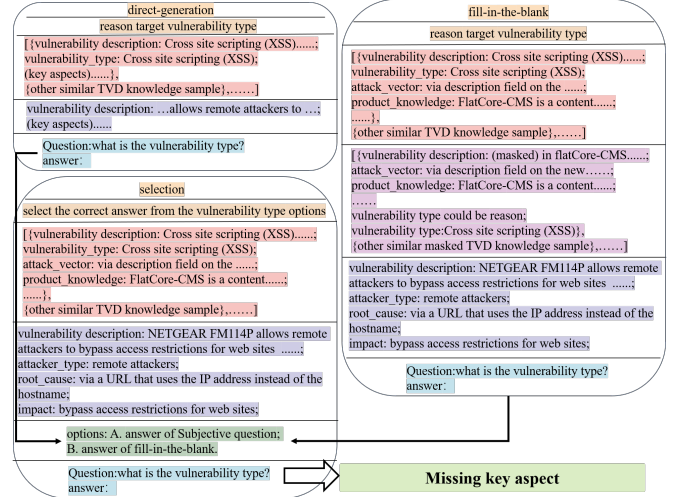 direct-generation
reason target vulnerability type
[{vulnerability description: Cross site scripting (XSS)......;
vulnerability_type: Cross site scripting (XSS);
(key aspects)......},
{other similar TVD knowledge sample},......]
vulnerability description: ...allows remote attackers to ...;
(key aspects)......
Question:what is the vulnerability type?
answer:
selection
select the correct answer from the vulnerability type options
[{vulnerability description: Cross site scripting (XSS)......;
vulnerability_type: Cross site scripting (XSS);
attack_vector: via description field on the ......;
product_knowledge: FlatCore-CMS is a content......;
......},
{other similar TVD knowledge sample},......]
vulnerability description: NETGEAR FM114P allows remote
attackers to bypass access restrictions for web sites ......;
attacker_type: remote attackers;
root_cause: via a URL that uses the IP address instead of the
hostname;
impact: bypass access restrictions for web sites;
options: A. answer of Subjective question;
B. answer of fill-in-the-blank.
Question:what is the vulnerability type?
answer:
fill-in-the-blank
reason target vulnerability type
[{vulnerability description: Cross site scripting (XSS)......;
vulnerability_type: Cross site scripting (XSS);
attack_vector: via description field on the ......;
product_knowledge: FlatCore-CMS is a content......;
......},
{other similar TVD knowledge sample},......]
[{vulnerability description: (masked) in flatCore-CMS......;
attack_vector: via description field on the new......;
product_knowledge: FlatCore-CMS is a content......;
......
vulnerability type could be reason;
vulnerability type:Cross site scripting (XSS)},
{other similar masked TVD knowledge sample},......]
vulnerability description: NETGEAR FM114P allows remote
attackers to bypass access restrictions for web sites ......;
attacker_type: remote attackers;
root_cause: via a URL that uses the IP address instead of the
hostname;
impact: bypass access restrictions for web sites;
Question:what is the vulnerability type?
answer:
Missing key aspect